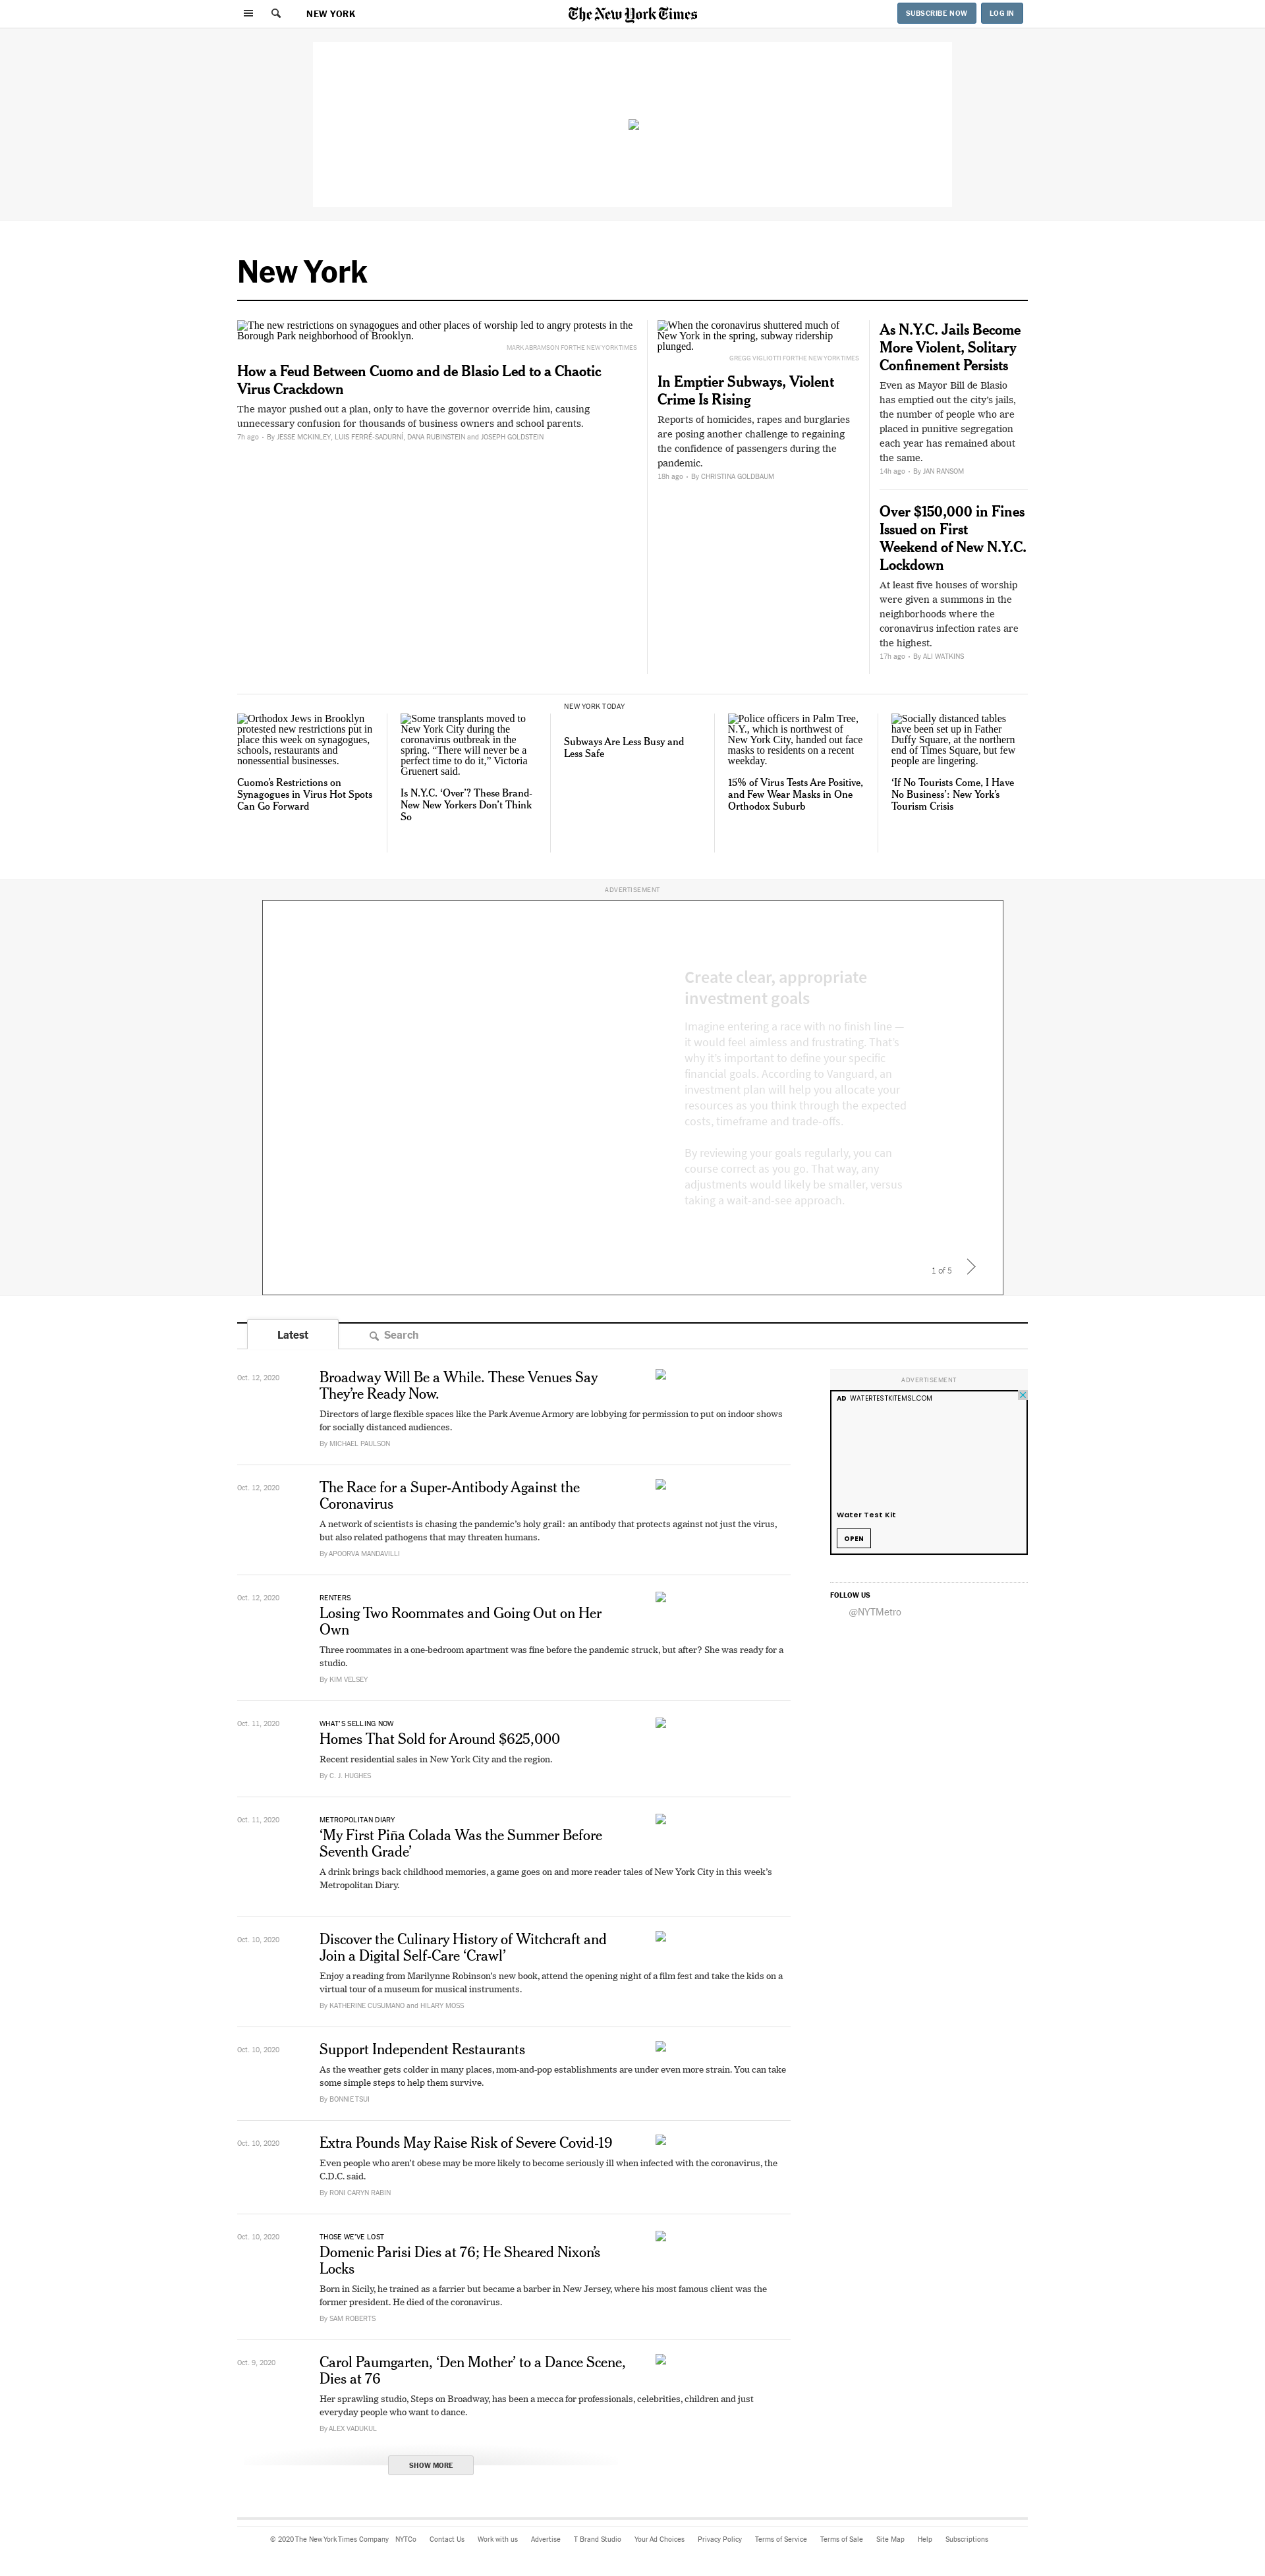 NEW YORK
The New York Times
SUBSCRIBE NOW
LOG IN
New York
The new restrictions on synagogues and other places of worship led to angry protests in the
Borough Park neighborhood of Brooklyn.
MARK ABRAMSON FOR THE NEW YORK TIMES
How a Feud Between Cuomo and de Blasio Led to a Chaotic
Virus Crackdown
The mayor pushed out a plan, only to have the governor override him, causing
unnecessary confusion for thousands of business owners and school parents.
7h ago • By JESSE MCKINLEY, LUIS FERRÉ-SADURNÍ, DANA RUBINSTEIN and JOSEPH GOLDSTEIN
When the coronavirus shuttered much of
New York in the spring, subway ridership
plunged.
GREGG VIGLIOTTI FOR THE NEW YORK TIMES
In Emptier Subways, Violent
Crime Is Rising
Reports of homicides, rapes and burglaries
are posing another challenge to regaining
the confidence of passengers during the
pandemic.
18h ago • By CHRISTINA GOLDBAUM
As N.Y.C. Jails Become
More Violent, Solitary
Confinement Persists
Even as Mayor Bill de Blasio
has emptied out the city's jails,
the number of people who are
placed in punitive segregation
each year has remained about
the same.
14h ago • By JAN RANSOM
Over $150,000 in Fines
Issued on First
Weekend of New N.Y.C.
Lockdown
At least five houses of worship
were given a summons in the
neighborhoods where the
coronavirus infection rates are
the highest.
17h ago • By ALI WATKINS
Orthodox Jews in Brooklyn
protested new restrictions put in
place this week on synagogues,
schools, restaurants and
nonessential businesses.
Cuomo's Restrictions on
Synagogues in Virus Hot Spots
Can Go Forward
Some transplants moved to
New York City during the
coronavirus outbreak in the
spring. “There will never be a
perfect time to do it,” Victoria
Gruenert said.
Is N.Y.C. ‘Over’? These Brand-
New New Yorkers Don't Think
So
NEW YORK TODAY
Subways Are Less Busy and
Less Safe
Police officers in Palm Tree,
N.Y., which is northwest of
New York City, handed out face
masks to residents on a recent
weekday.
15% of Virus Tests Are Positive,
and Few Wear Masks in One
Orthodox Suburb
Socially distanced tables
have been set up in Father
Duffy Square, at the northern
end of Times Square, but few
people are lingering.
‘If No Tourists Come, I Have
No Business’: New York's
Tourism Crisis
ADVERTISEMENT
Create clear, appropriate
investment goals
Imagine entering a race with no finish line —
it would feel aimless and frustrating. That's
why it's important to define your specific
financial goals. According to Vanguard, an
investment plan will help you allocate your
resources as you think through the expected
costs, timeframe and trade-offs.
By reviewing your goals regularly, you can
course correct as you go. That way, any
adjustments would likely be smaller, versus
taking a wait-and-see approach.
1 of 5
Latest
Search
Oct. 12, 2020
Broadway Will Be a While. These Venues Say
They're Ready Now.
Directors of large flexible spaces like the Park Avenue Armory are lobbying for permission to put on indoor shows
for socially distanced audiences.
By MICHAEL PAULSON
ADVERTISEMENT
AD WATERTESTKITEMSL.COM
Water Test Kit
OPEN
FOLLOW US
@NYTMetro
Oct. 12, 2020
The Race for a Super-Antibody Against the
Coronavirus
A network of scientists is chasing the pandemic's holy grail: an antibody that protects against not just the virus,
but also related pathogens that may threaten humans.
By APOORVA MANDAVILLI
Oct. 12, 2020
RENTERS
Losing Two Roommates and Going Out on Her
Own
Three roommates in a one-bedroom apartment was fine before the pandemic struck, but after? She was ready for a
studio.
By KIM VELSEY
Oct. 11, 2020
WHAT'S SELLING NOW
Homes That Sold for Around $625,000
Recent residential sales in New York City and the region.
By C. J. HUGHES
Oct. 11, 2020
METROPOLITAN DIARY
‘My First Piña Colada Was the Summer Before
Seventh Grade’
A drink brings back childhood memories, a game goes on and more reader tales of New York City in this week's
Metropolitan Diary.
Oct. 10, 2020
Discover the Culinary History of Witchcraft and
Join a Digital Self-Care ‘Crawl’
Enjoy a reading from Marilynne Robinson's new book, attend the opening night of a film fest and take the kids on a
virtual tour of a museum for musical instruments.
By KATHERINE CUSUMANO and HILARY MOSS
Oct. 10, 2020
Support Independent Restaurants
As the weather gets colder in many places, mom-and-pop establishments are under even more strain. You can take
some simple steps to help them survive.
By BONNIE TSUI
Oct. 10, 2020
Extra Pounds May Raise Risk of Severe Covid-19
Even people who aren't obese may be more likely to become seriously ill when infected with the coronavirus, the
C.D.C. said.
By RONI CARYN RABIN
Oct. 10, 2020
THOSE WE'VE LOST
Domenic Parisi Dies at 76; He Sheared Nixon's
Locks
Born in Sicily, he trained as a farrier but became a barber in New Jersey, where his most famous client was the
former president. He died of the coronavirus.
By SAM ROBERTS
Oct. 9, 2020
Carol Paumgarten, ‘Den Mother’ to a Dance Scene,
Dies at 76
Her sprawling studio, Steps on Broadway, has been a mecca for professionals, celebrities, children and just
everyday people who want to dance.
By ALEX VADUKUL
SHOW MORE
© 2020 The New York Times Company NYTCo Contact Us Work with us Advertise T Brand Studio Your Ad Choices Privacy Policy Terms of Service Terms of Sale Site Map Help Subscriptions